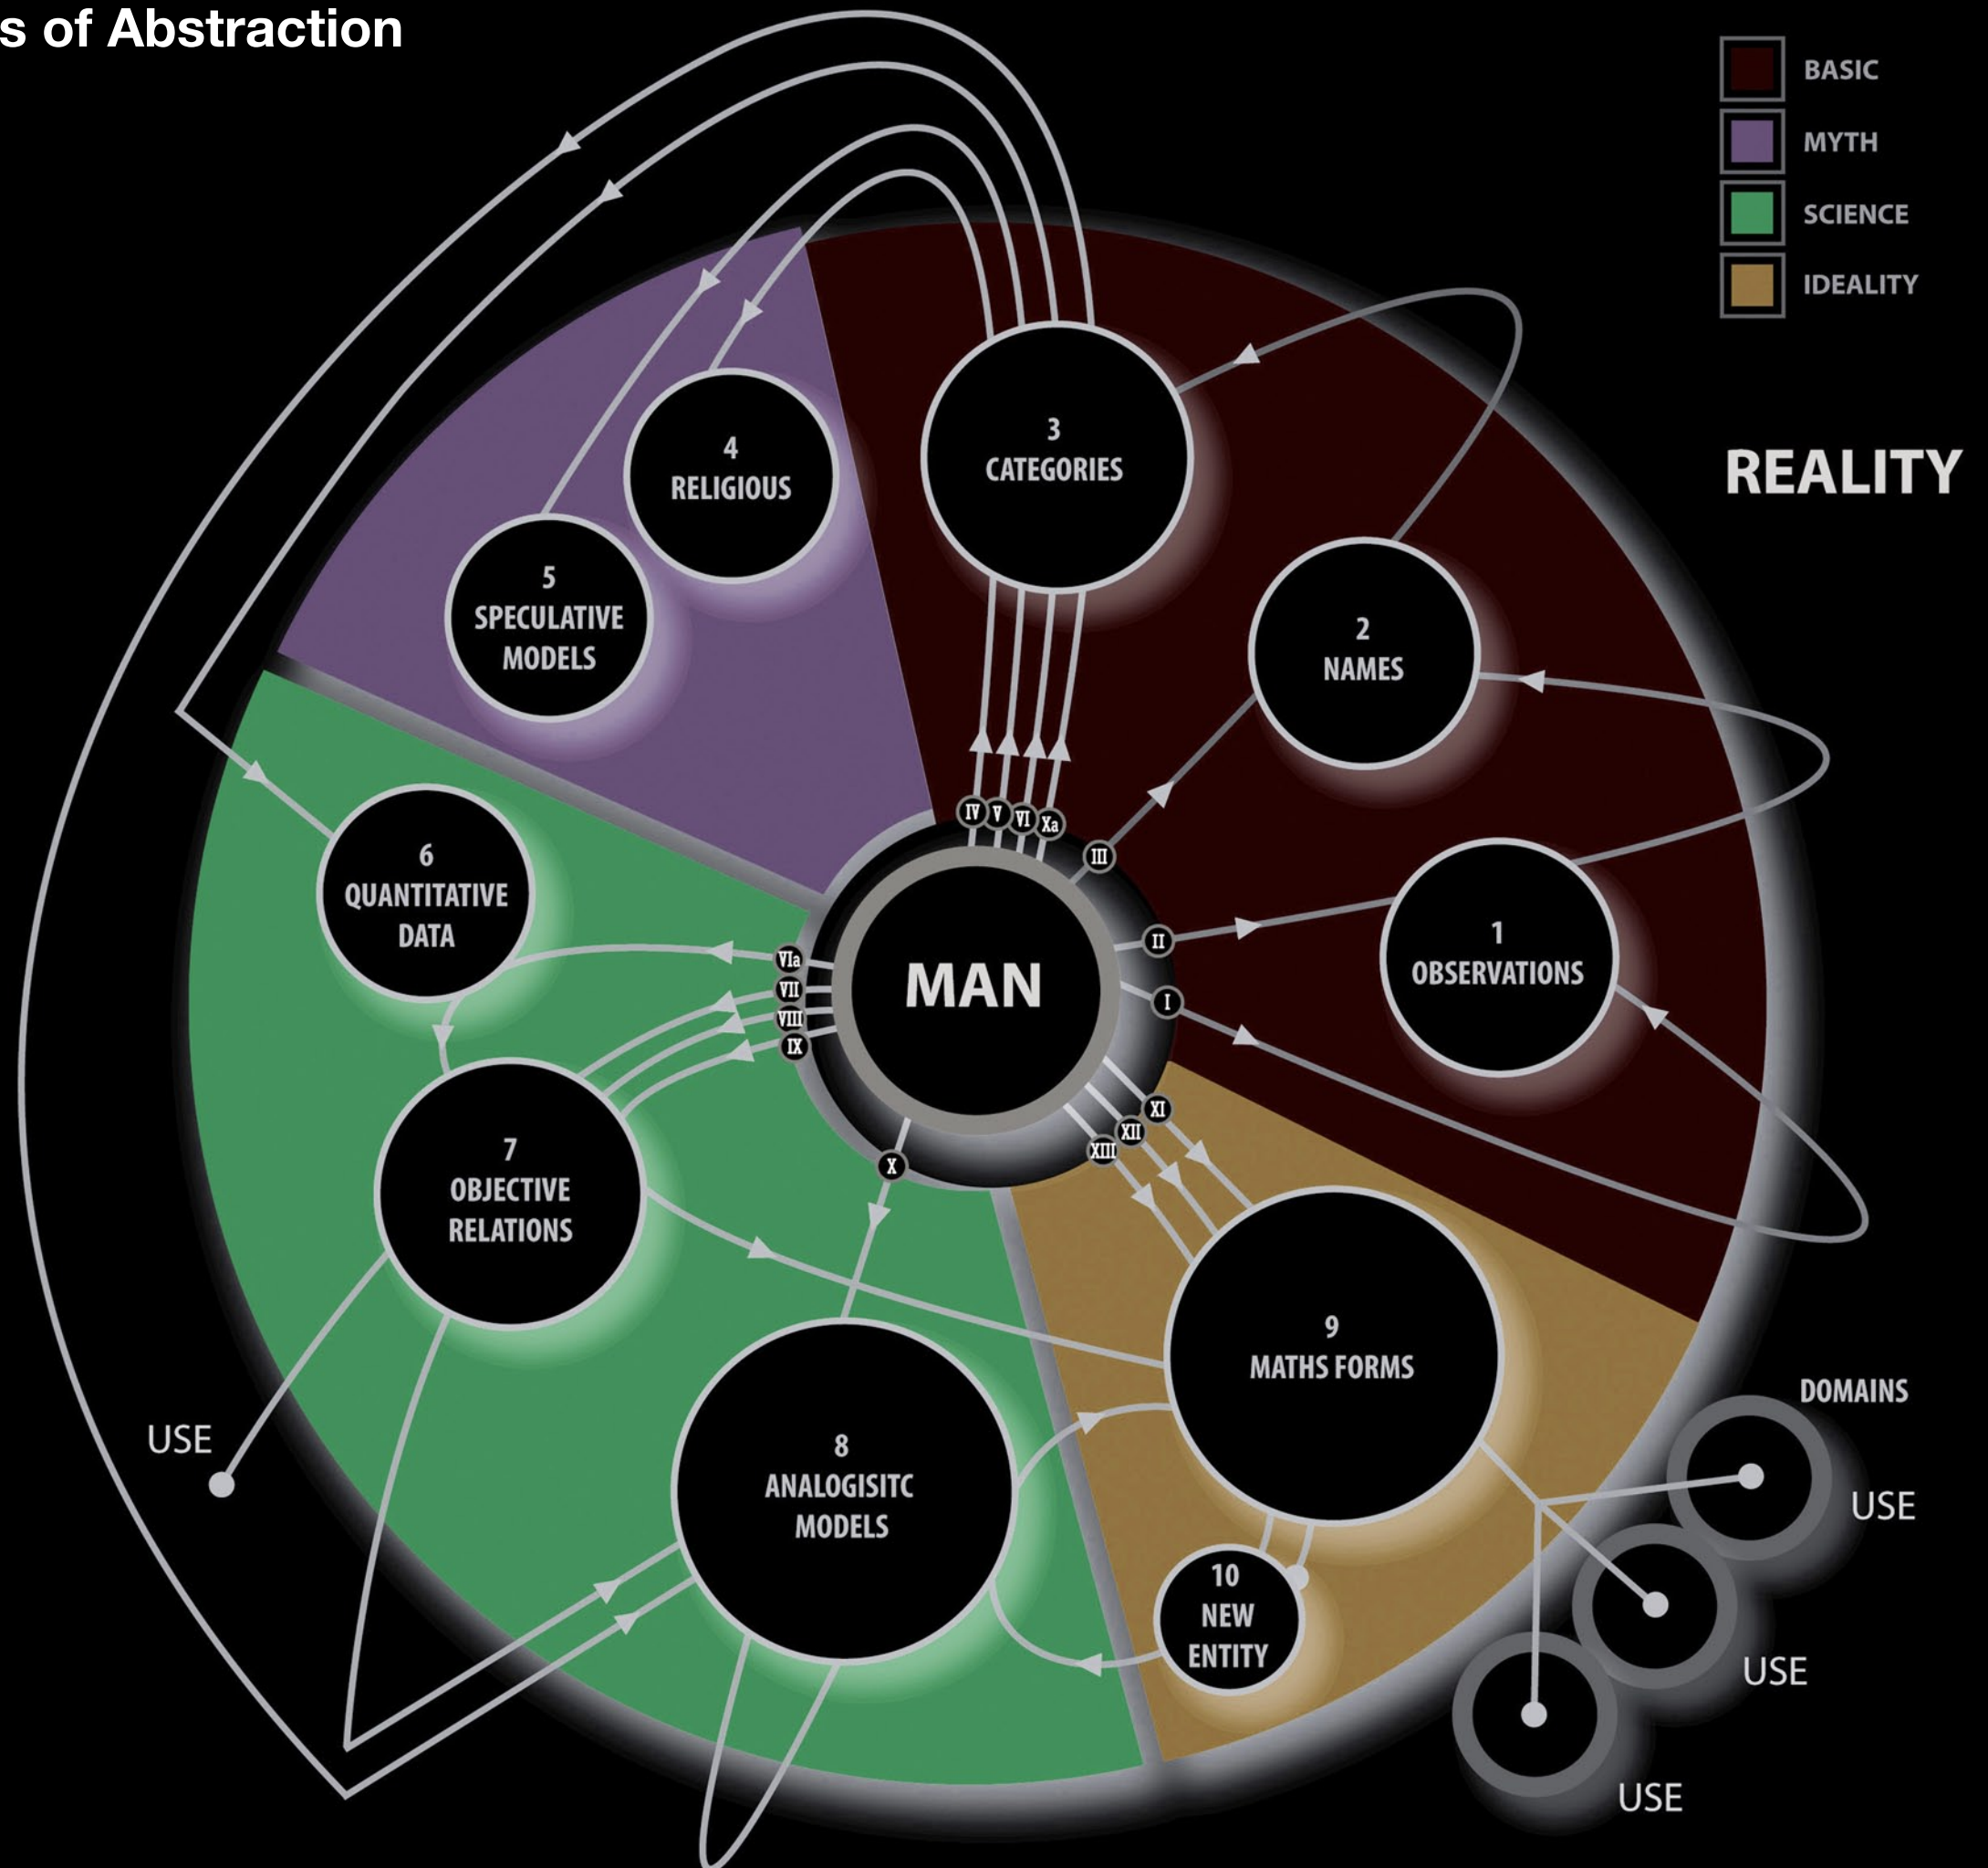 s of Abstraction
BASIC
MYTH
SCIENCE
IDEALITY
REALITY
3
CATEGORIES
4
RELIGIOUS
5
SPECULATIVE
MODELS
2
NAMES
IV
V
VI
Xa
III
II
I
1
OBSERVATIONS
6
QUANTITATIVE
DATA
VIa
VII
VIII
IX
MAN
X
XI
XII
XIII
7
OBJECTIVE
RELATIONS
9
MATHS FORMS
8
ANALOGISITC
MODELS
10
NEW
ENTITY
USE
DOMAINS
USE
USE
USE